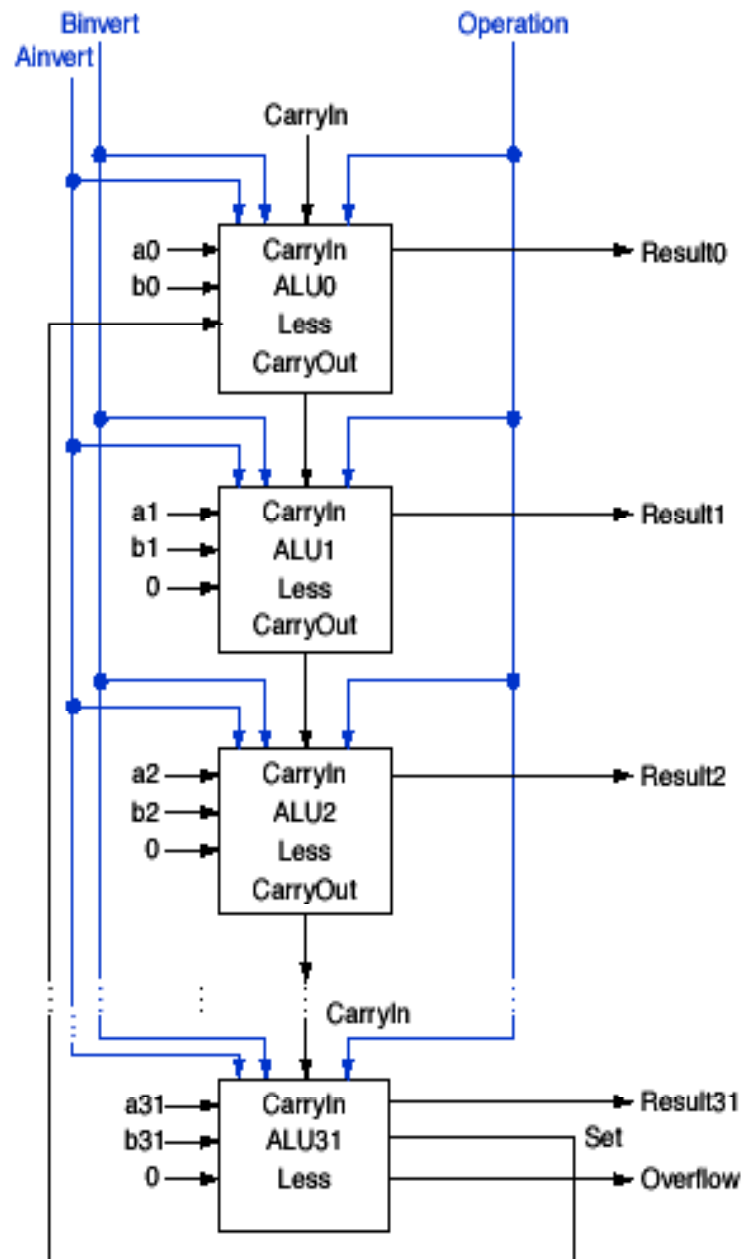 Binvert
Operation
Ainvert
CarryIn
a0
CarryIn
Result0
b0
ALU0
Less
CarryOut
a1
CarryIn
Result1
b1
ALU1
0
Less
CarryOut
a2
CarryIn
Result2
b2
ALU2
0
Less
CarryOut
CarryIn
a31
CarryIn
Result31
b31
ALU31
Set
0
Less
Overflow